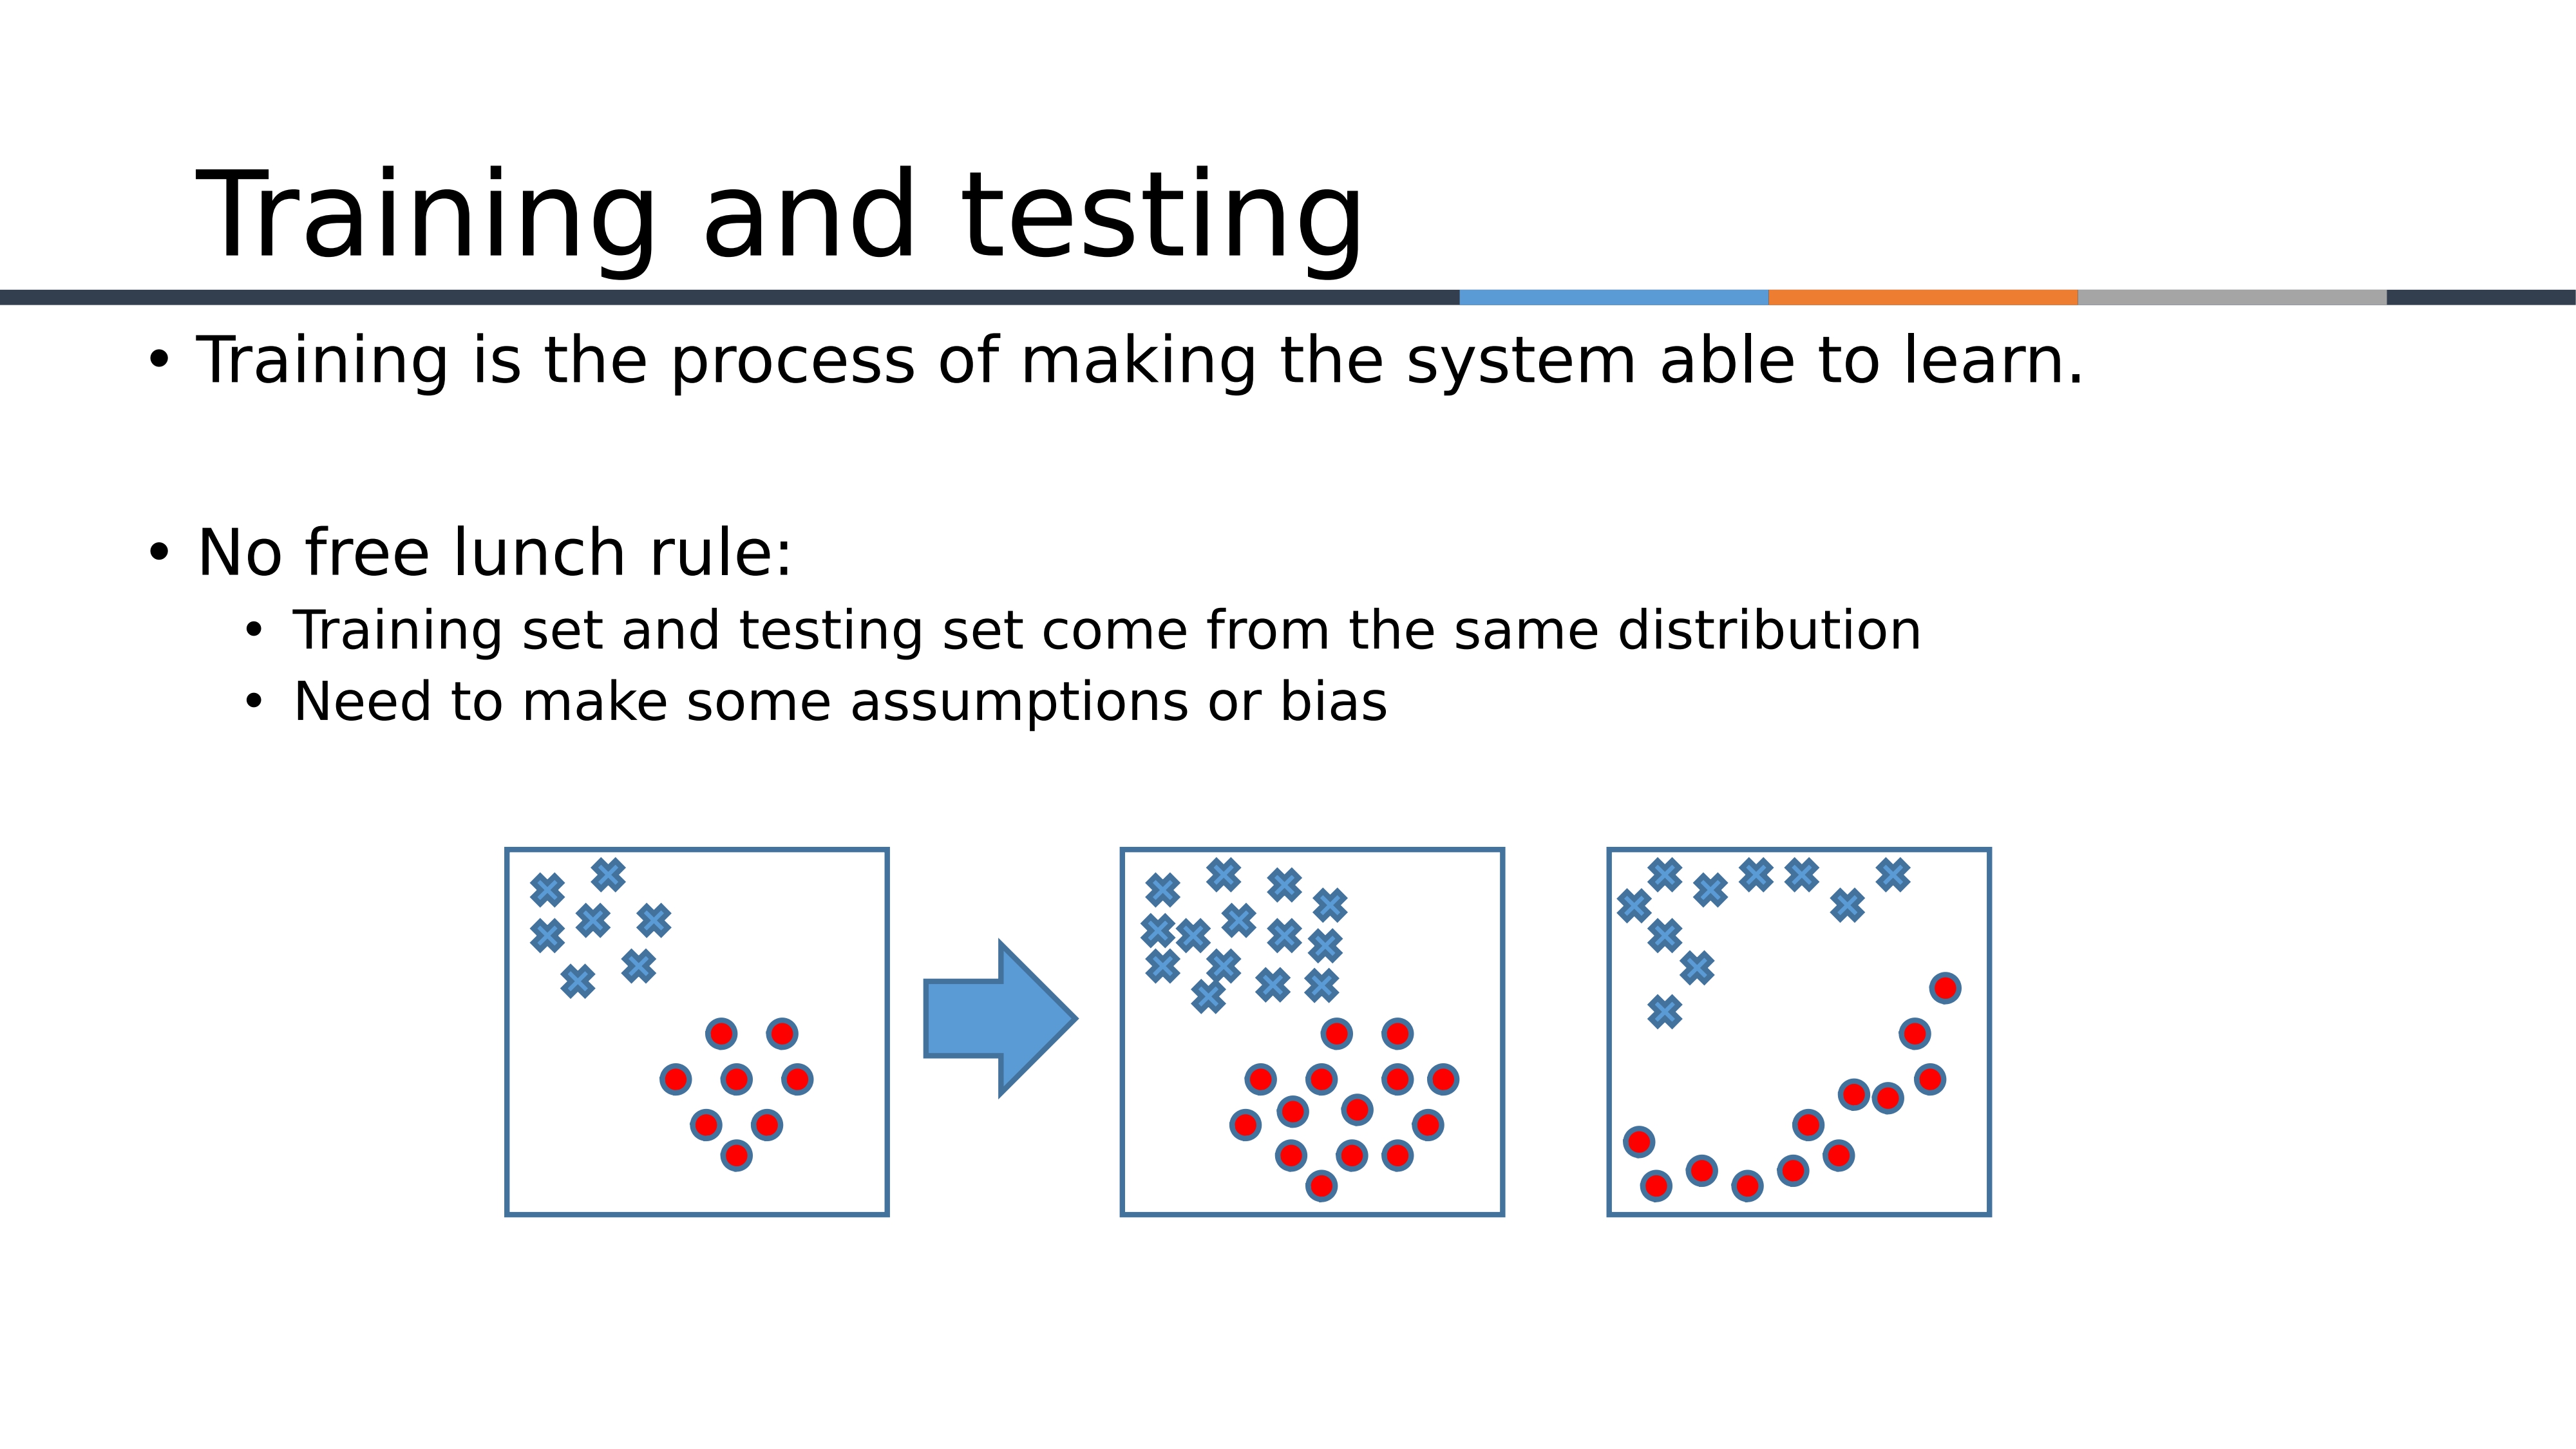 Training and testing
• Training is the process of making the system able to learn.
• No free lunch rule:
• Training set and testing set come from the same distribution
• Need to make some assumptions or bias